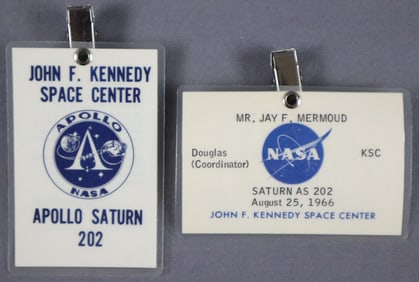 JOHN F. KENNEDY
SPACE CENTER
APOLLO
NASA
APOLLO SATURN
202
MR. JAY F. MERMOUD
Douglas
(Coordinator)
NASA
KSC
SATURN AS 202
August 25, 1966
JOHN F. KENNEDY SPACE CENTER